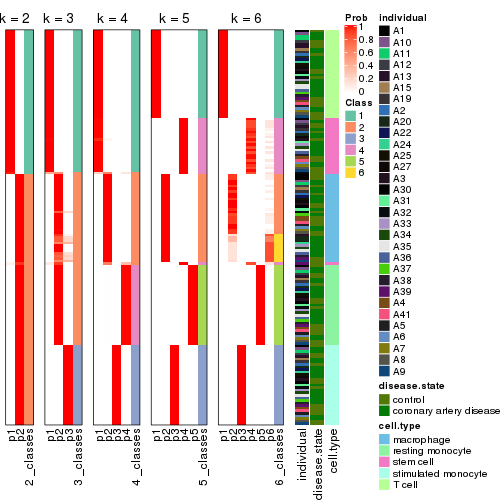 k = 2
k = 3
k = 4
k = 5
k = 6
p1
p2
2_classes
p1
p2
p3
3_classes
p1
p2
p3
p4
4_classes
p1
p2
p3
p4
p5
5_classes
p1
p2
p3
p4
p5
p6
6_classes
individual
disease.state
cell.type
Prob
1
0.8
0.6
0.4
0.2
0
Class
1
2
3
4
5
6
individual
A1
A10
A11
A12
A13
A15
A19
A2
A20
A22
A24
A25
A27
A3
A30
A31
A32
A33
A34
A35
A36
A37
A38
A39
A4
A41
A5
A6
A7
A8
A9
disease.state
control
coronary artery disease
cell.type
macrophage
resting monocyte
stem cell
stimulated monocyte
T cell